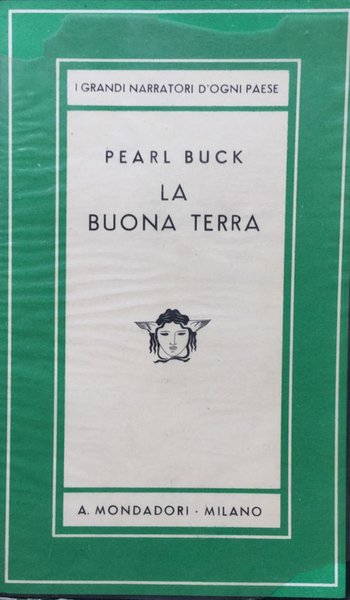 I GRANDI NARRATORI D'OGNI PAESE
PEARL BUCK
LA
BUONA TERRA
A. MONDADORI · MILANO